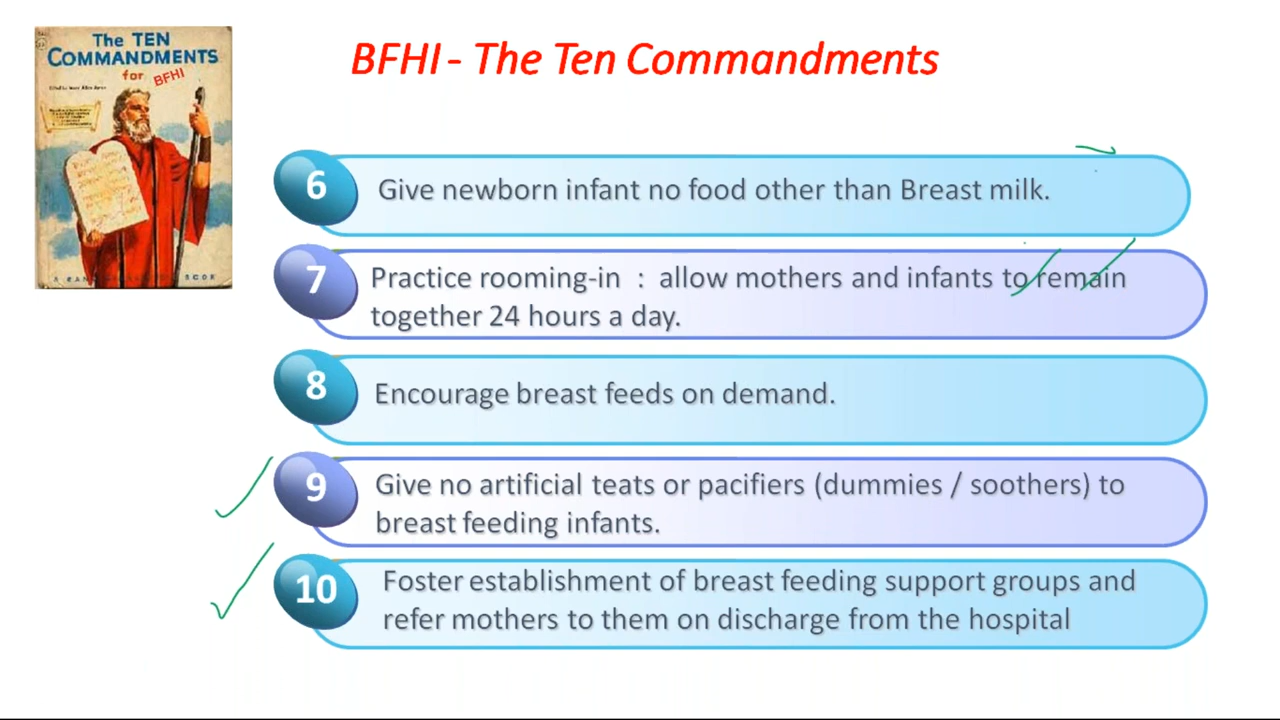 The TEN
COMMANDMENTS
for BFHI
BFHI - The Ten Commandments
6 Give newborn infant no food other than Breast milk.
7 Practice rooming-in : allow mothers and infants to remain
together 24 hours a day.
8 Encourage breast feeds on demand.
9 Give no artificial teats or pacifiers (dummies / soothers) to
breast feeding infants.
10 Foster establishment of breast feeding support groups and
refer mothers to them on discharge from the hospital